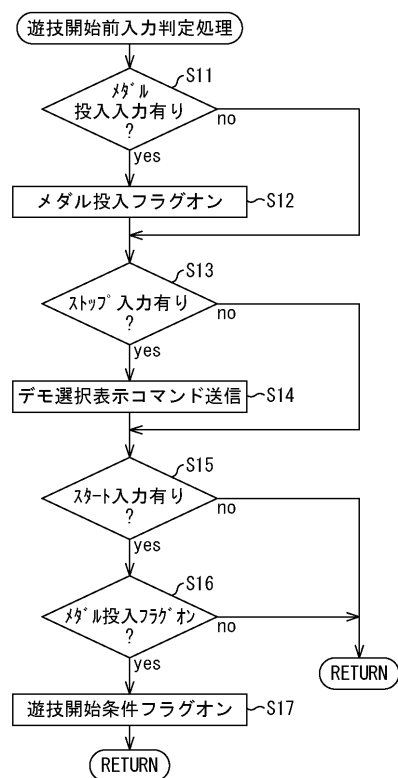 遊技開始前入力判定処理
S11
ﾒﾀﾞﾙ
投入入力有り
?
no
yes
メダル投入フラグオン
S12
S13
ｽﾄｯﾌﾟ入力有り
?
no
yes
デモ選択表示コマンド送信
S14
S15
ｽﾀｰﾄ入力有り
?
no
yes
S16
ﾒﾀﾞﾙ投入ﾌﾗｸﾞｵﾝ
?
no
yes
RETURN
遊技開始条件フラグオン
S17
RETURN